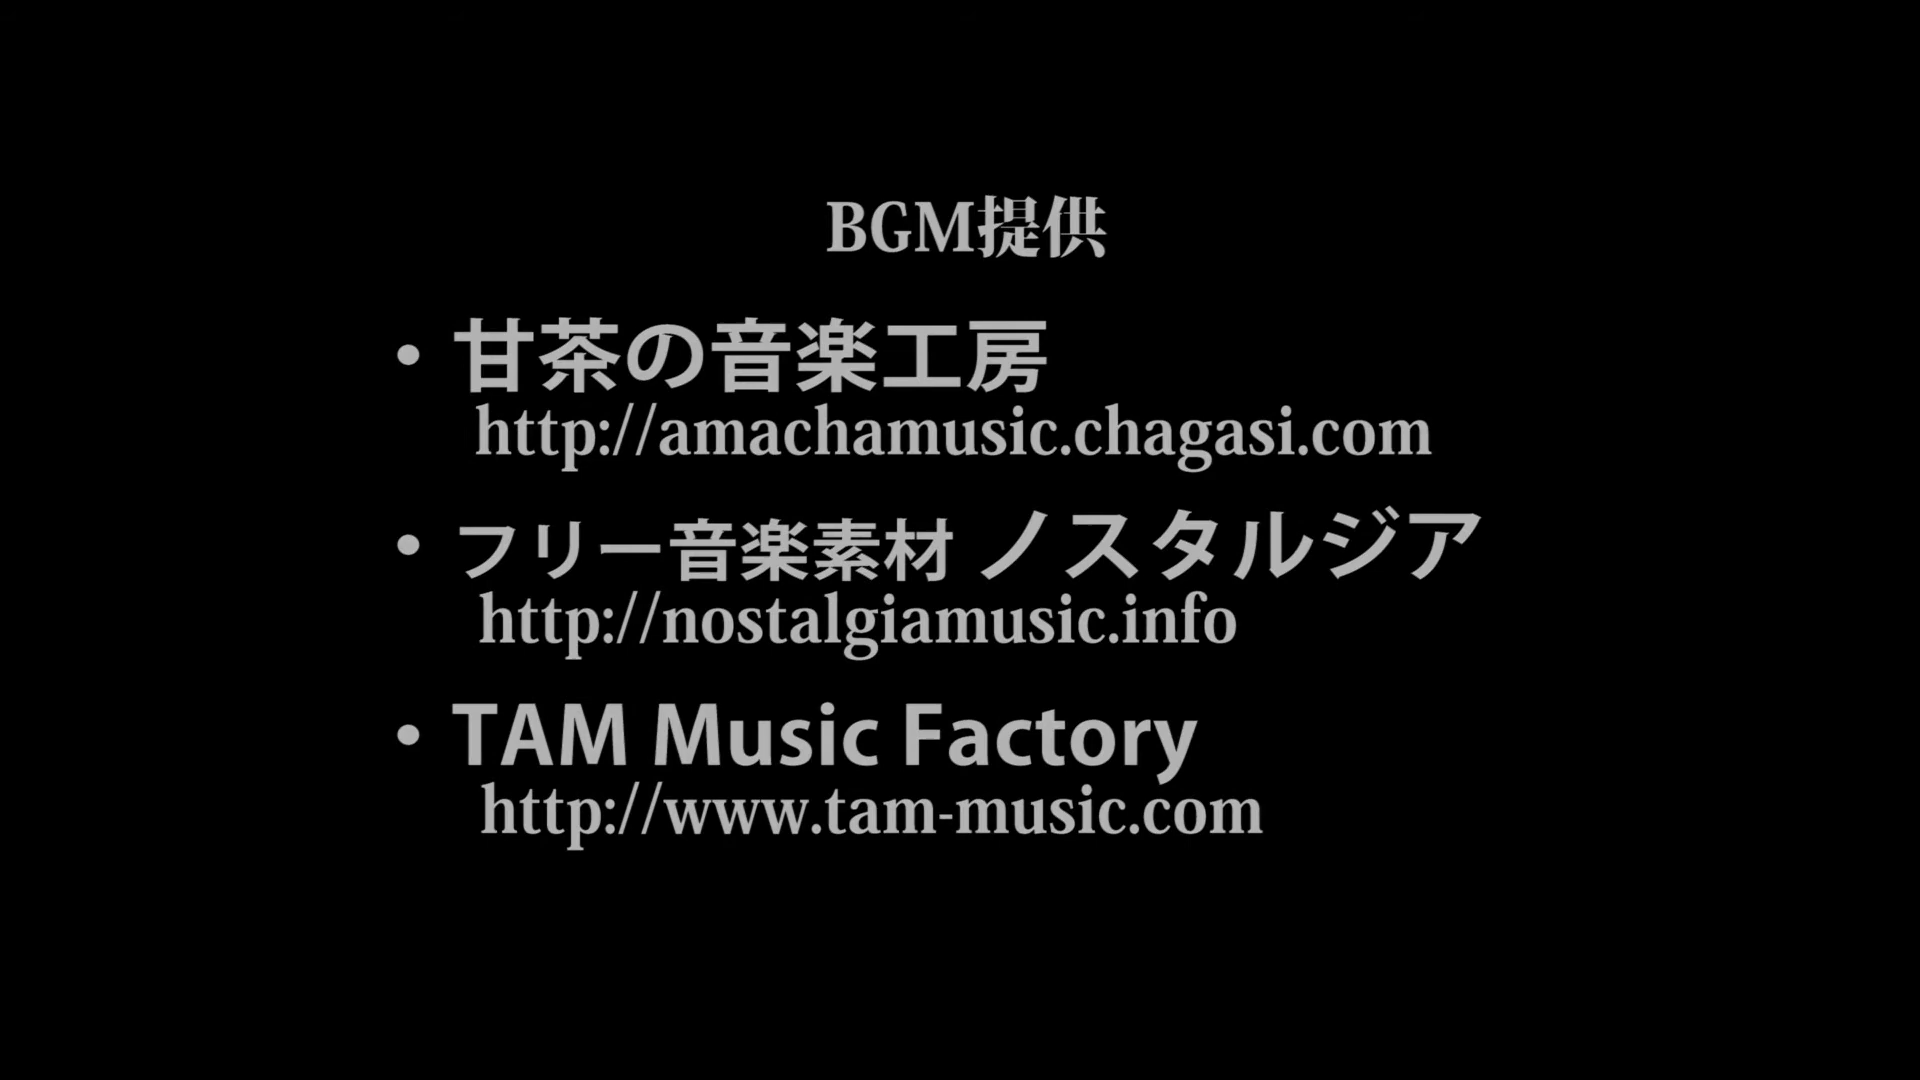 BGM提供
• 甘茶の音楽工房
http://amachamusic.chagasi.com
• フリー音楽素材 ノスタルジア
http://nostalgiamusic.info
• TAM Music Factory
http://www.tam-music.com